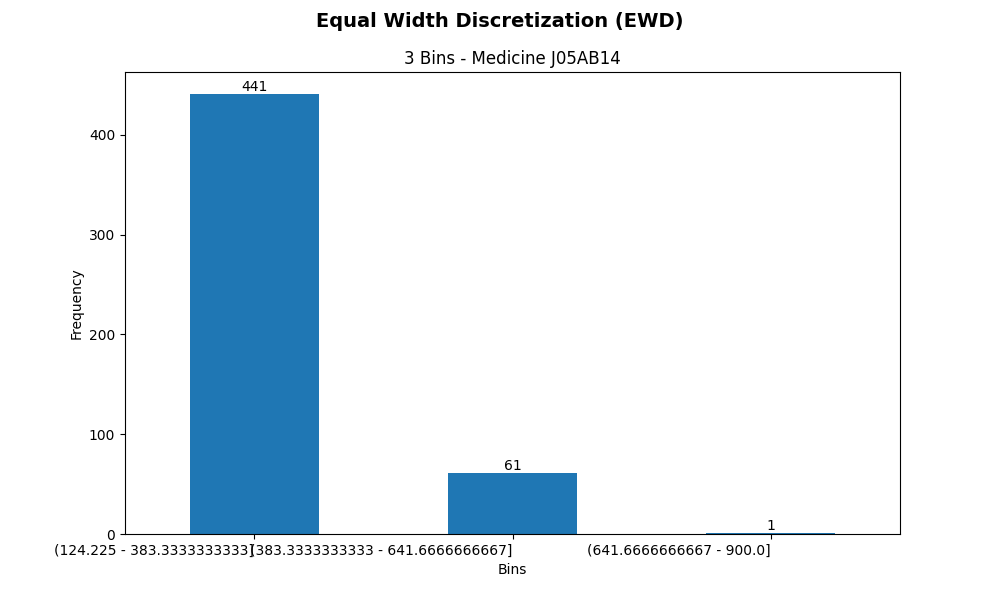 Equal Width Discretization (EWD)
3 Bins - Medicine J05AB14
441
400
300
Frequency
200
100
61
1
0
(124.225 - 383.3333333333]
(383.3333333333 - 641.6666666667]
(641.6666666667 - 900.0]
Bins